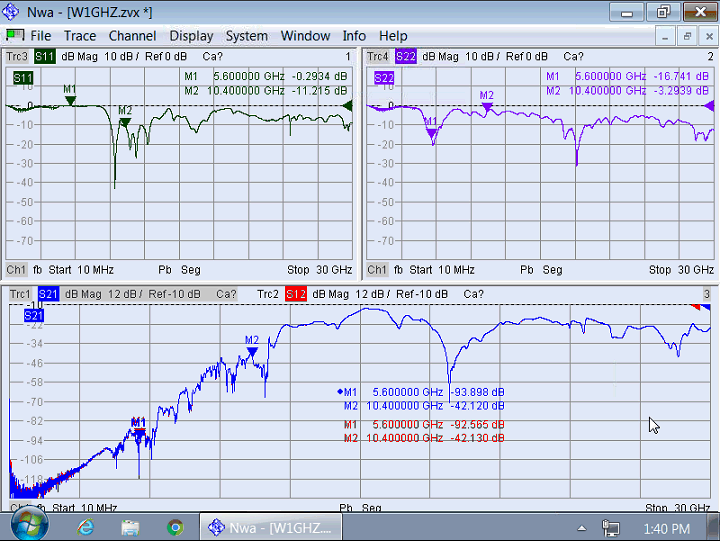 Nwa - [W1GHZ.zvx *]
File Trace Channel Display System Window Info Help
Trc3 S11 dB Mag 10 dB / Ref 0 dB Ca? 1
S11
M1 5.600000 GHz -0.2934 dB
M2 10.400000 GHz -11.215 dB
M1
M2
0
-10
-20
-30
-40
-50
-60
-70
Ch1 fb Start 10 MHz Pb Seg Stop 30 GHz
Trc4 S22 dB Mag 10 dB / Ref 0 dB Ca? 2
S22
M1 5.600000 GHz -16.741 dB
M2 10.400000 GHz -3.2939 dB
M2
M1
0
-10
-20
-30
-40
-50
-60
-70
Ch1 fb Start 10 MHz Pb Seg Stop 30 GHz
Trc1 S21 dB Mag 12 dB / Ref -10 dB Ca? Trc2 S12 dB Mag 12 dB / Ref -10 dB Ca? 3
-10
S21
-22
-34
-46
-58
-70
-82
-94
-106
M2
M1
M1 5.600000 GHz -93.898 dB
M2 10.400000 GHz -42.120 dB
M1 5.600000 GHz -92.565 dB
M2 10.400000 GHz -42.130 dB
Ch1 fb Start 10 MHz Pb Seg Stop 30 GHz
Nwa - [W1GHZ....
1:40 PM